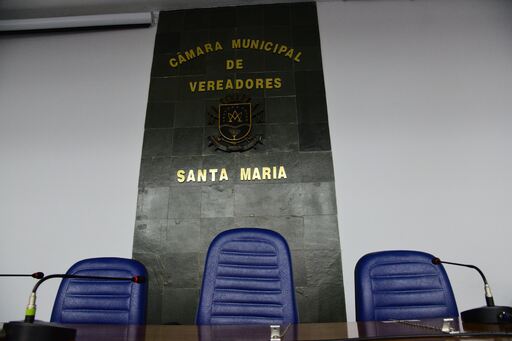 CÂMARA MUNICIPAL
DE
VEREADORES
SANTA MARIA